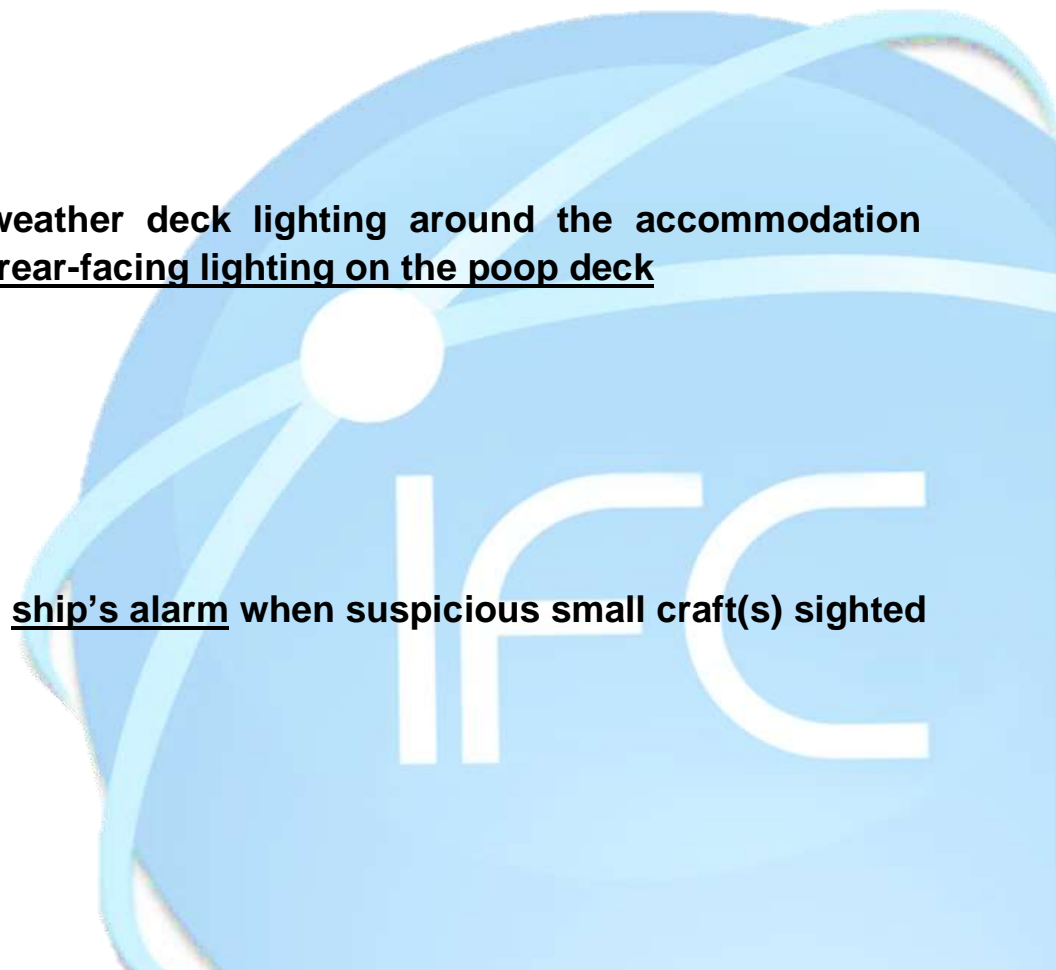 weather deck lighting around the accommodation
rear-facing lighting on the poop deck
ship's alarm when suspicious small craft(s) sighted
IFC